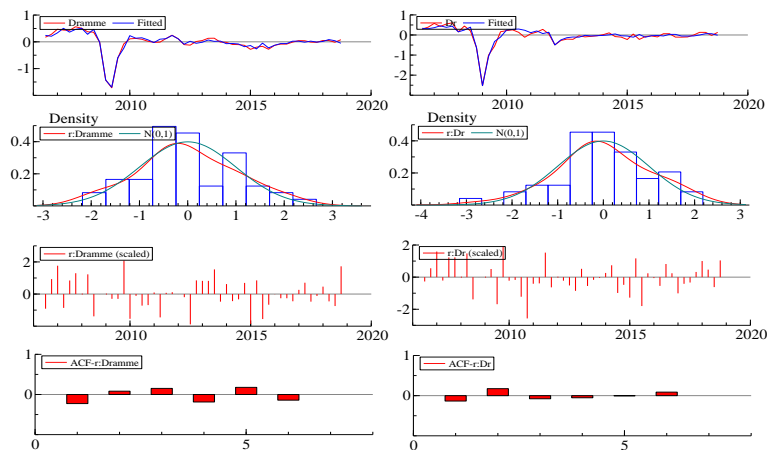 Dramme Fitted
0
-1
2010 2015 2020
Dr Fitted
1
0
-1
-2
2010 2015 2020
Density
r:Dramme N(0,1)
0.4
0.2
-3 -2 -1 0 1 2 3
Density
r:Dr N(0,1)
0.4
0.2
-4 -3 -2 -1 0 1 2 3
r:Dramme (scaled)
2
0
-2
2010 2015 2020
r:Dr (scaled)
2
0
-2
2010 2015 2020
ACF-r:Dramme
1
0
0 5
ACF-r:Dr
1
0
0 5